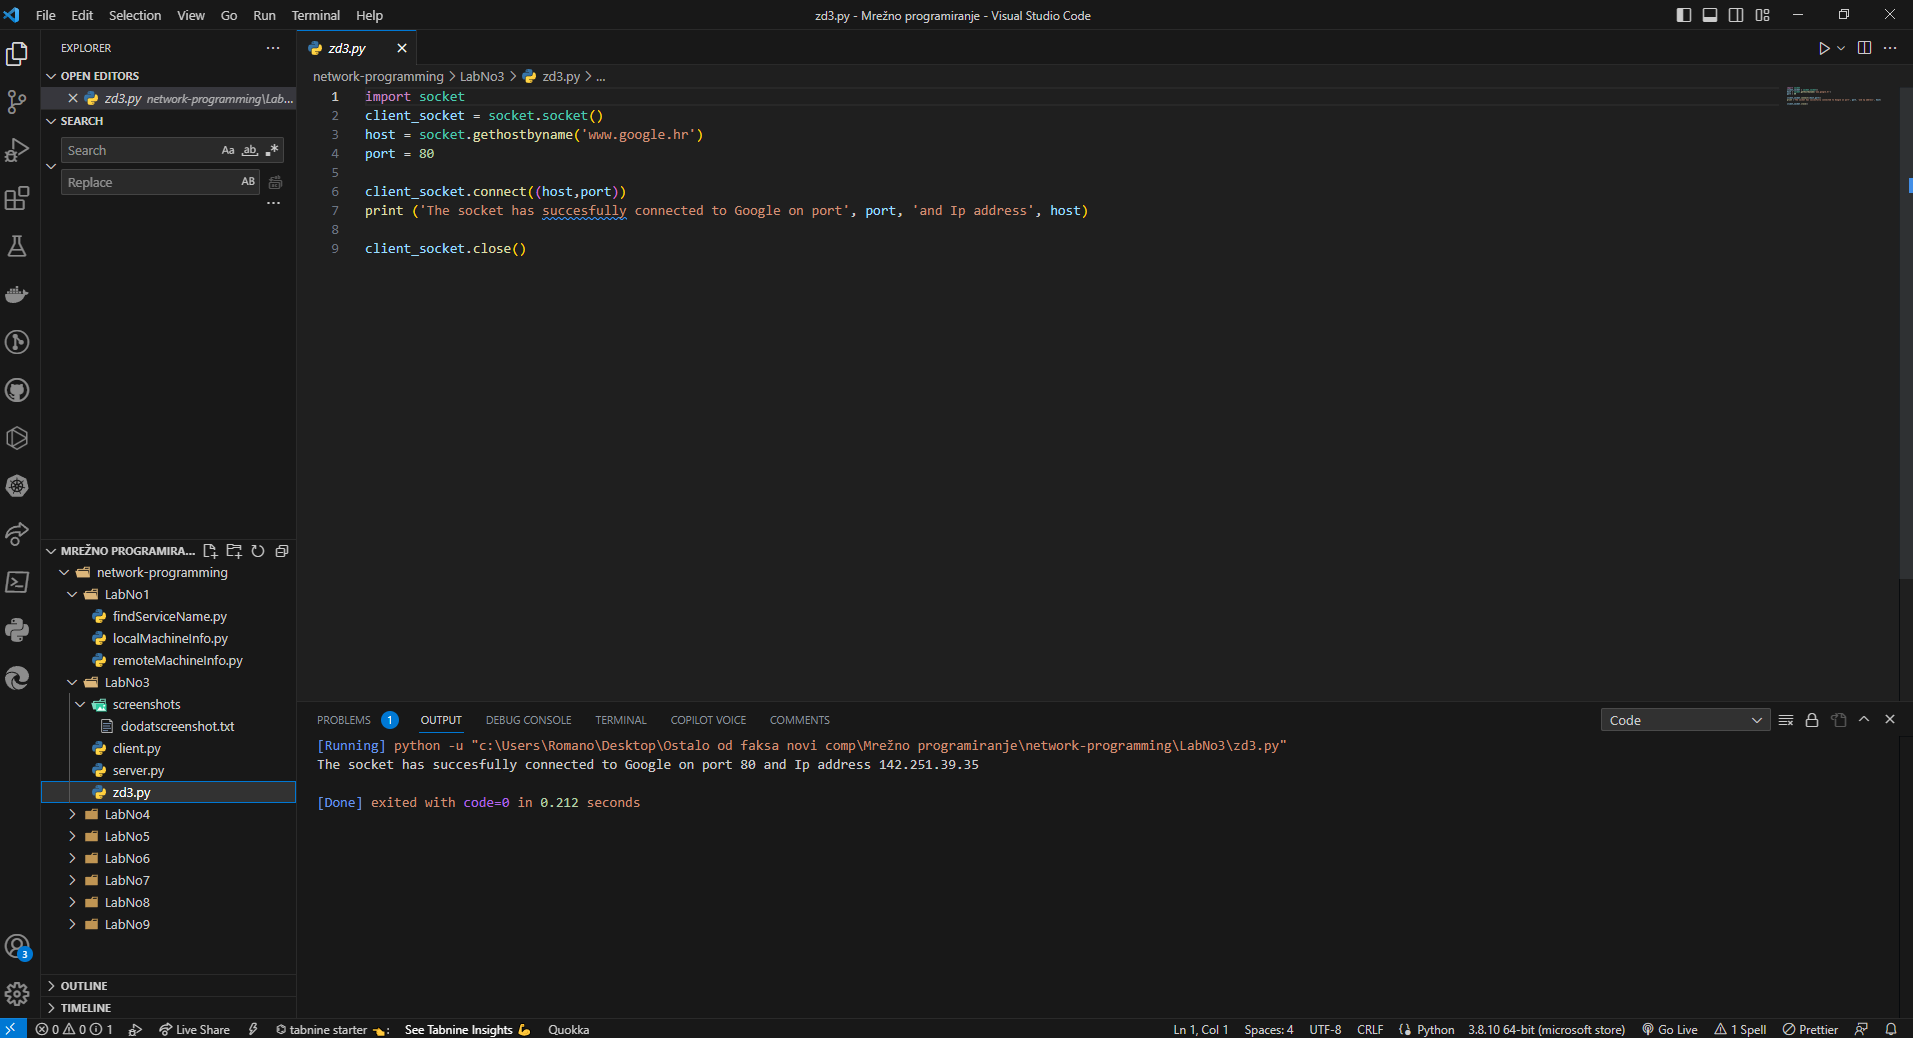 File Edit Selection View Go Run Terminal Help
zd3.py - Mrežno programiranje - Visual Studio Code
EXPLORER
OPEN EDITORS
zd3.py network-programming\Lab...
SEARCH
Search Aa ab .*
Replace AB
MREŽNO PROGRAMIRA...
network-programming
LabNo1
findServiceName.py
localMachineInfo.py
remoteMachineInfo.py
LabNo3
screenshots
dodatscreenshot.txt
client.py
server.py
zd3.py
LabNo4
LabNo5
LabNo6
LabNo7
LabNo8
LabNo9
OUTLINE
TIMELINE
3
zd3.py
network-programming > LabNo3 > zd3.py > ...
1 import socket
2 client_socket = socket.socket()
3 host = socket.gethostbyname('www.google.hr')
4 port = 80
5
6 client_socket.connect((host,port))
7 print ('The socket has succesfully connected to Google on port', port, 'and Ip address', host)
8
9 client_socket.close()
PROBLEMS 1 OUTPUT DEBUG CONSOLE TERMINAL COPILOT VOICE COMMENTS
Code
[Running] python -u "c:\Users\Romano\Desktop\Ostalo od faksa novi comp\Mrežno programiranje\network-programming\LabNo3\zd3.py"
The socket has succesfully connected to Google on port 80 and Ip address 142.251.39.35
[Done] exited with code=0 in 0.212 seconds
0 0 1 Live Share tabnine starter : See Tabnine Insights Quokka
Ln 1, Col 1 Spaces: 4 UTF-8 CRLF Python 3.8.10 64-bit (microsoft store) Go Live 1 Spell Prettier